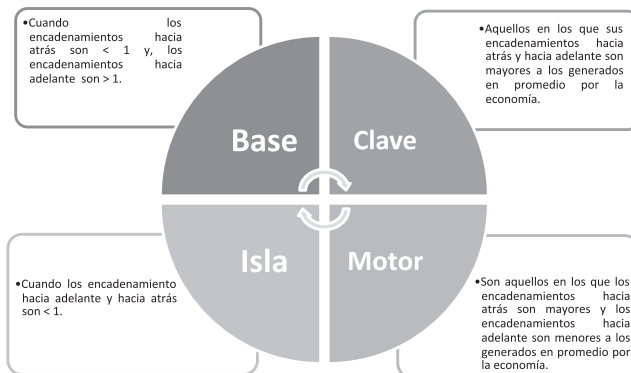 •Cuando los
encadenamientos hacia
atrás son < 1 y, los
encadenamientos hacia
adelante son > 1.
•Aquellos en los que sus
encadenamientos hacia
atrás y hacia adelante son
mayores a los generados
en promedio por la
economía.
Base
Clave
Isla
Motor
•Cuando los encadenamiento
hacia adelante y hacia atrás
son < 1.
•Son aquellos en los que los
encadenamientos hacia
atrás son mayores y los
encadenamientos hacia
adelante son menores a los
generados en promedio por
la economía.